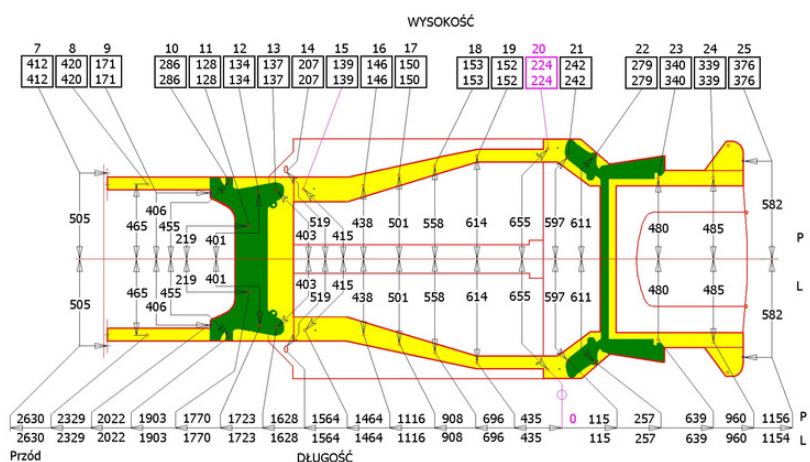 WYSOKOŚĆ
7 8 9 10 11 12 13 14 15 16 17 18 19 20 21 22 23 24 25
412 420 171 286 128 134 137 207 139 146 150 153 152 224 242 279 340 339 376
412 420 171 286 128 134 137 207 139 146 150 153 152 224 242 279 340 339 376
505 465 406 455 219 401 403 519 415 438 501 558 614 655 597 611 480 485 582
P
L
505 465 406 455 219 401 403 519 415 438 501 558 614 655 597 611 480 485 582
2630 2329 2022 1903 1770 1723 1628 1564 1464 1116 908 696 435 0 115 257 639 960 1156 P
2630 2329 2022 1903 1770 1723 1628 1564 1464 1116 908 696 435 115 257 639 960 1154 L
Przód DŁUGOŚĆ